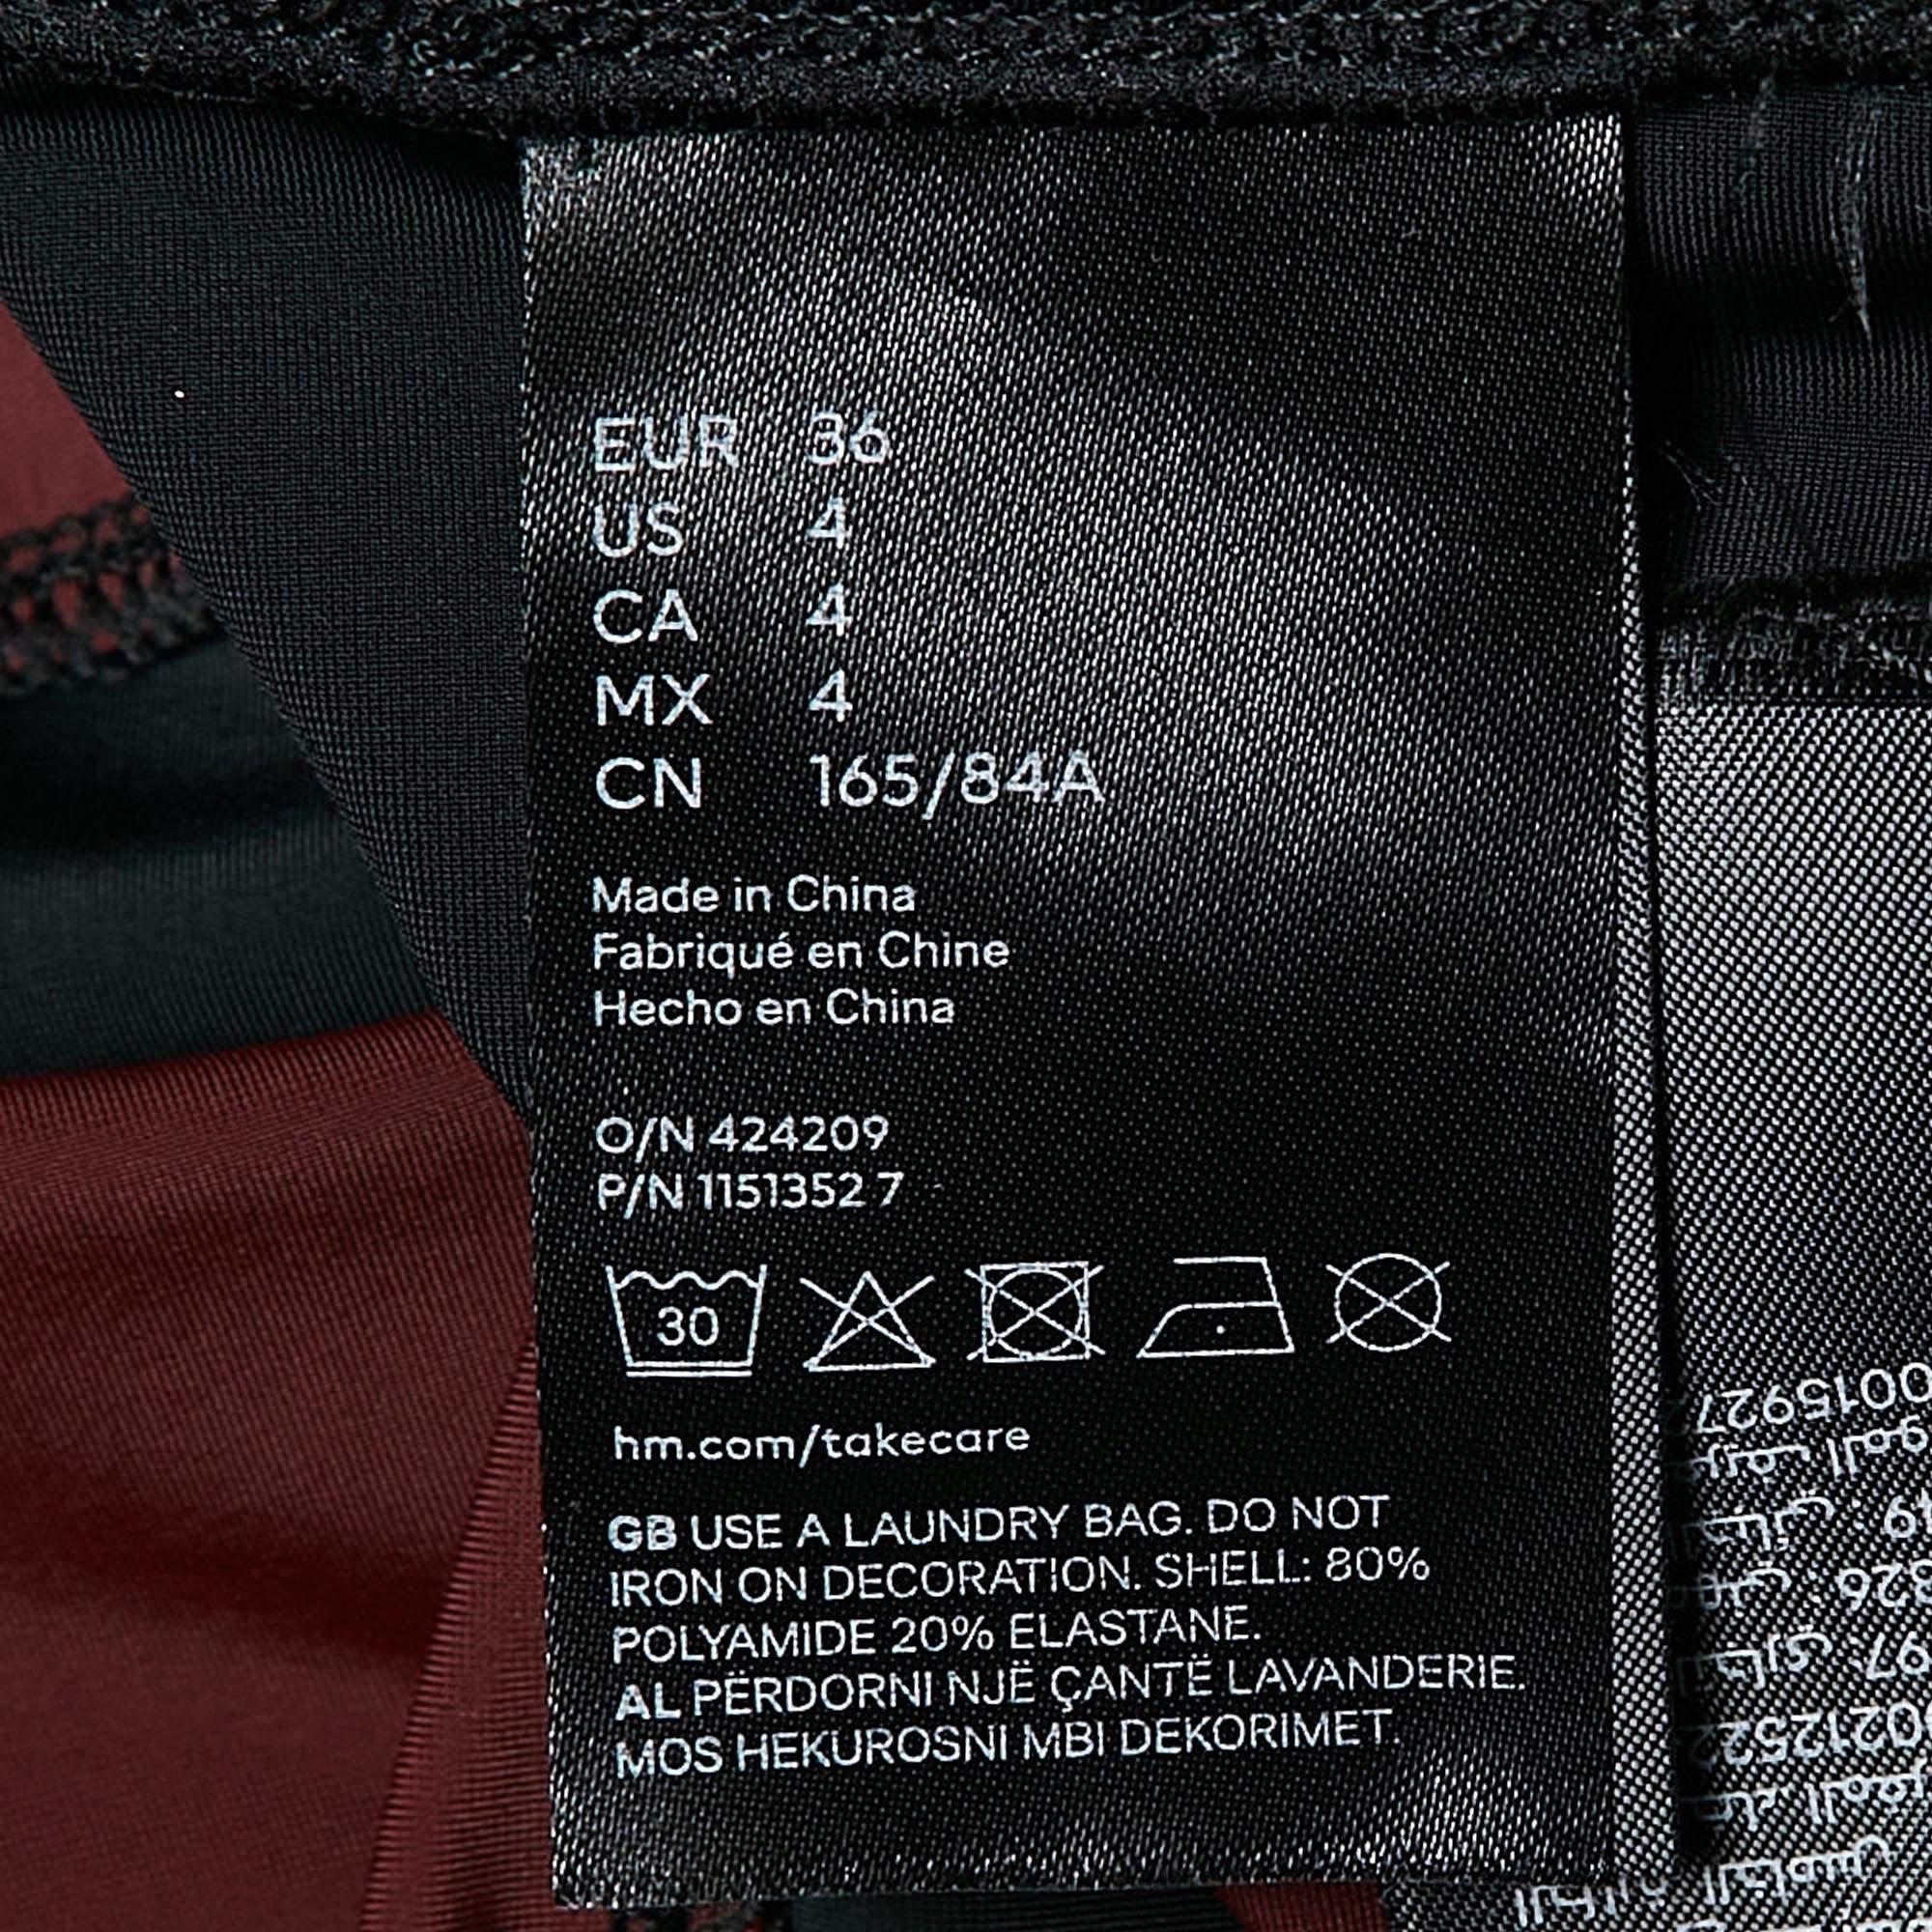 EUR 36
US 4
CA 4
MX 4
CN 165/84A
Made in China
Fabriqué en Chine
Hecho en China
O/N 424209
P/N 1151352 7
30
hm.com/takecare
GB USE A LAUNDRY BAG. DO NOT
IRON ON DECORATION. SHELL: 80%
POLYAMIDE 20% ELASTANE.
AL PËRDORNI NJË ÇANTË LAVANDERIE.
MOS HEKUROSNI MBI DEKORIMET.